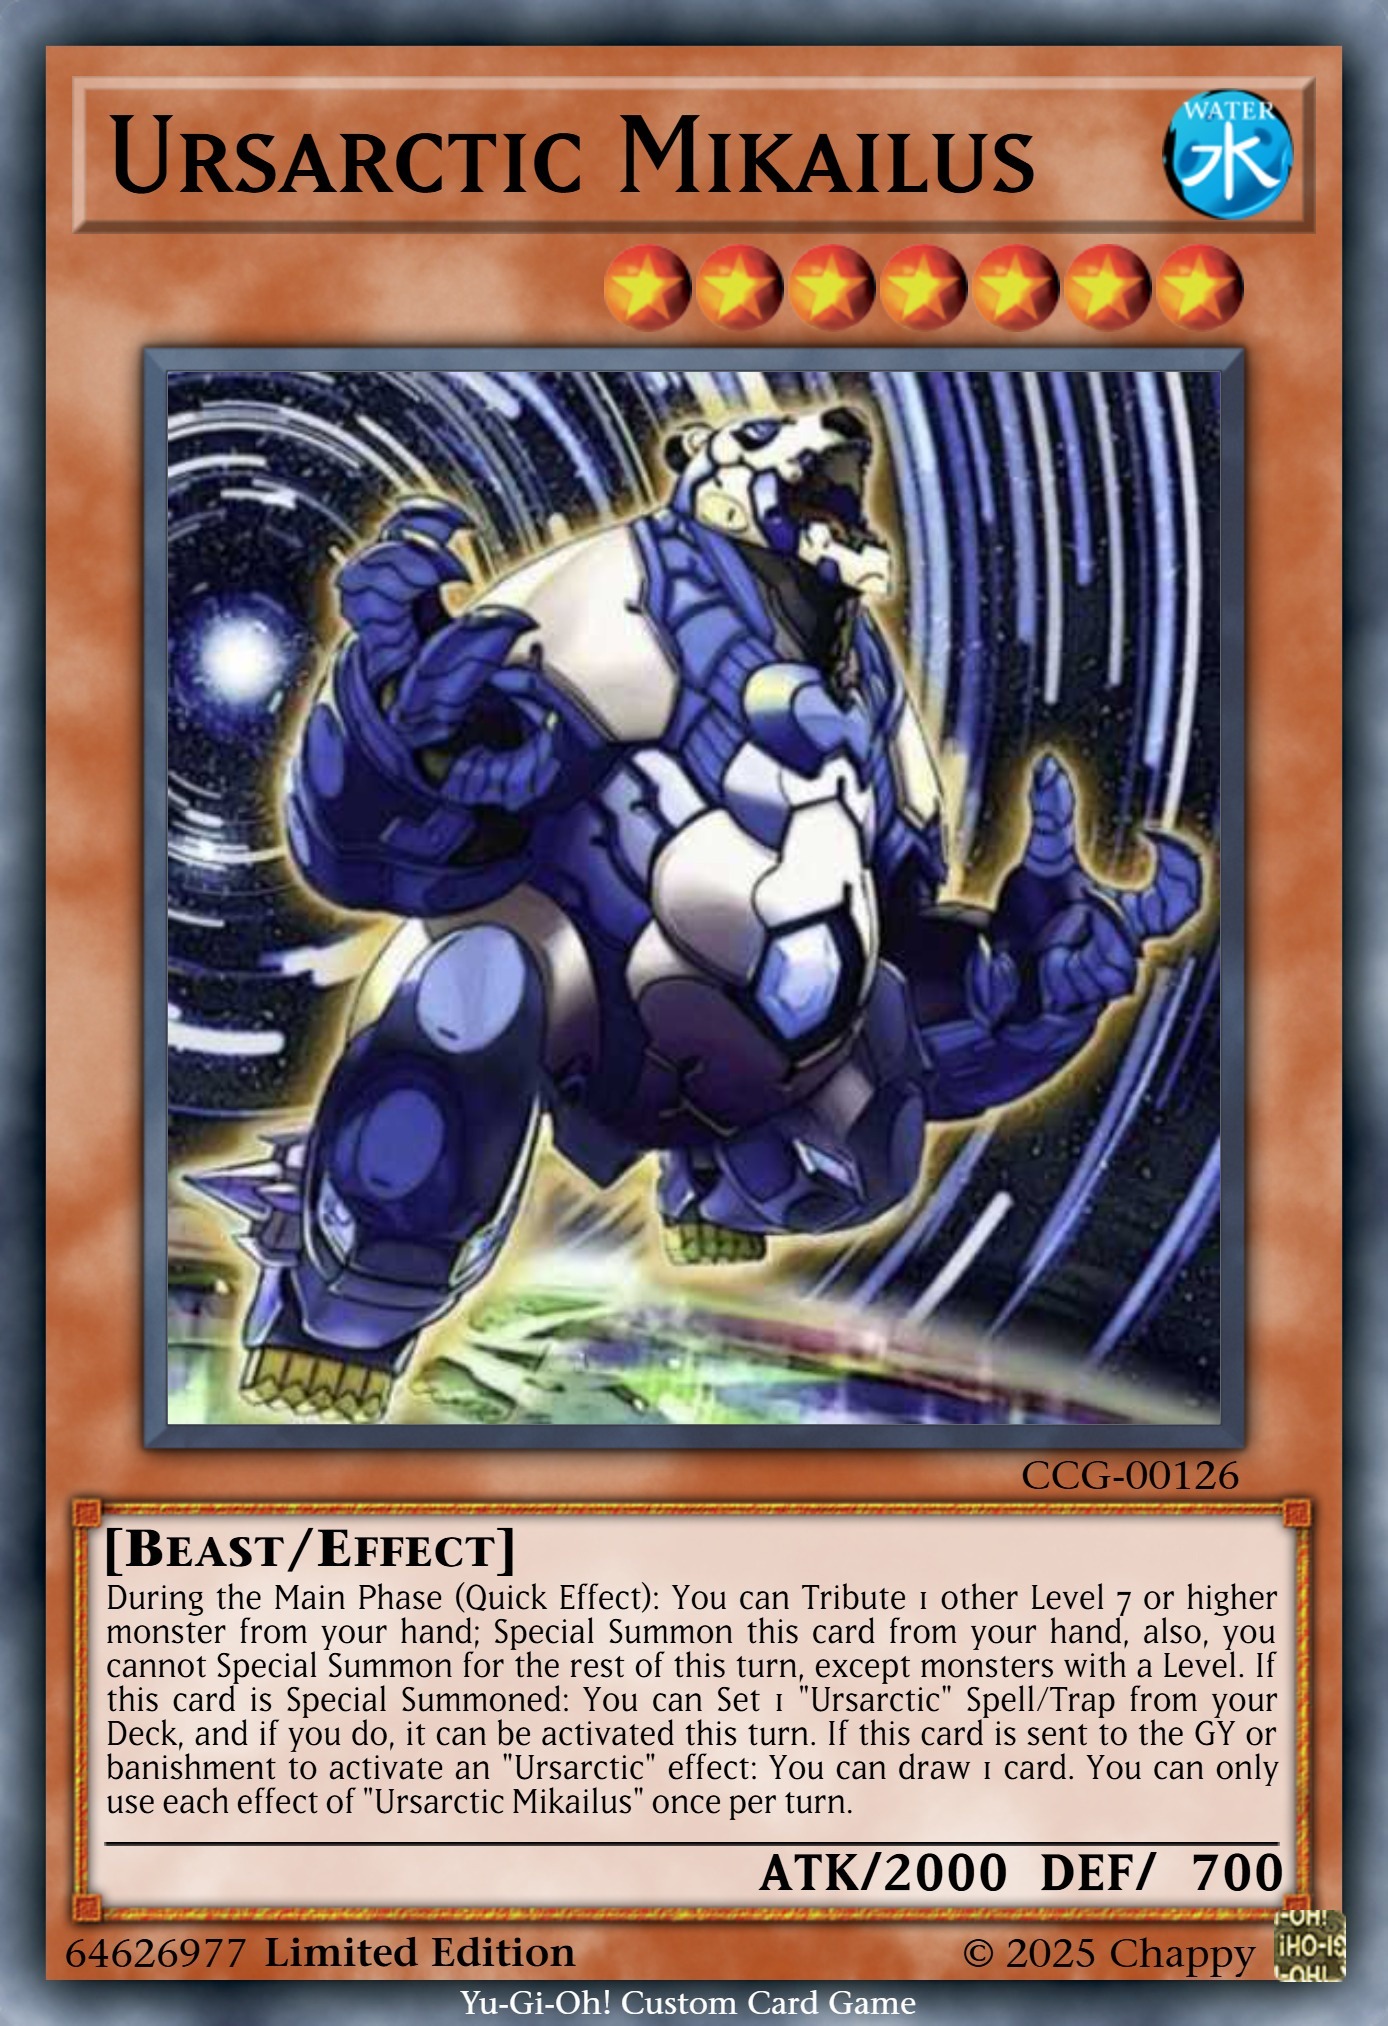 Ursarctic Mikailus
WATER
水
CCG-00126
[Beast/Effect]
During the Main Phase (Quick Effect): You can Tribute 1 other Level 7 or higher
monster from your hand; Special Summon this card from your hand, also, you
cannot Special Summon for the rest of this turn, except monsters with a Level. If
this card is Special Summoned: You can Set 1 "Ursarctic" Spell/Trap from your
Deck, and if you do, it can be activated this turn. If this card is sent to the GY or
banishment to activate an "Ursarctic" effect: You can draw 1 card. You can only
use each effect of "Ursarctic Mikailus" once per turn.
ATK/2000 DEF/ 700
64626977 Limited Edition
© 2025 Chappy
Yu-Gi-Oh! Custom Card Game